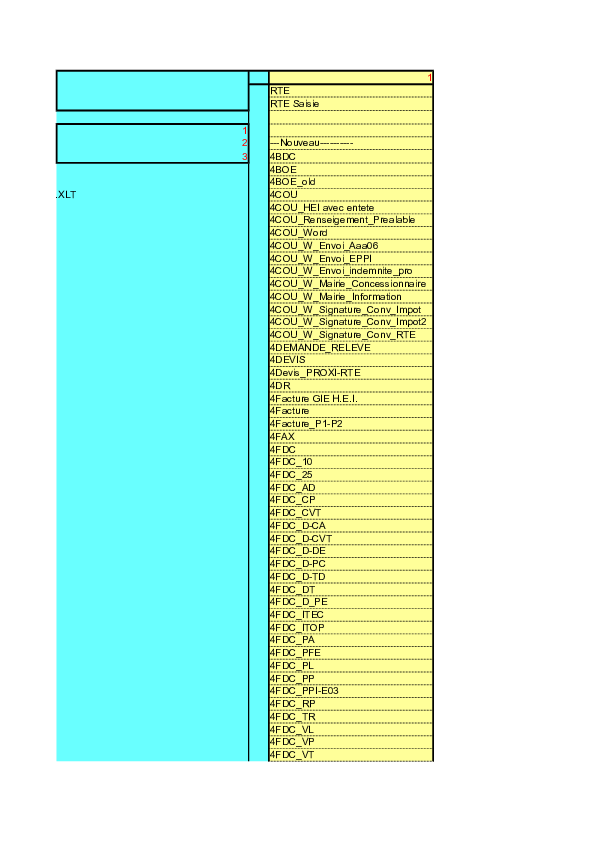 1
RTE
RTE Saisie
1
2
---Nouveau----------
3
4BDC
4BOE
4BOE_old
.XLT
4COU
4COU_HEI avec entete
4COU_Renseigement_Prealable
4COU_Word
4COU_W_Envoi_Aaa06
4COU_W_Envoi_EPPI
4COU_W_Envoi_indemnite_pro
4COU_W_Mairie_Concessionnaire
4COU_W_Mairie_Information
4COU_W_Signature_Conv_Impot
4COU_W_Signature_Conv_Impot2
4COU_W_Signature_Conv_RTE
4DEMANDE_RELEVE
4DEVIS
4Devis_PROXI-RTE
4DR
4Facture GIE H.E.I.
4Facture
4Facture_P1-P2
4FAX
4FDC
4FDC_10
4FDC_25
4FDC_AD
4FDC_CP
4FDC_CVT
4FDC_D-CA
4FDC_D-CVT
4FDC_D-DE
4FDC_D-PC
4FDC_D-TD
4FDC_DT
4FDC_D_PE
4FDC_ITEC
4FDC_ITOP
4FDC_PA
4FDC_PFE
4FDC_PL
4FDC_PP
4FDC_PPI-E03
4FDC_RP
4FDC_TR
4FDC_VL
4FDC_VP
4FDC_VT